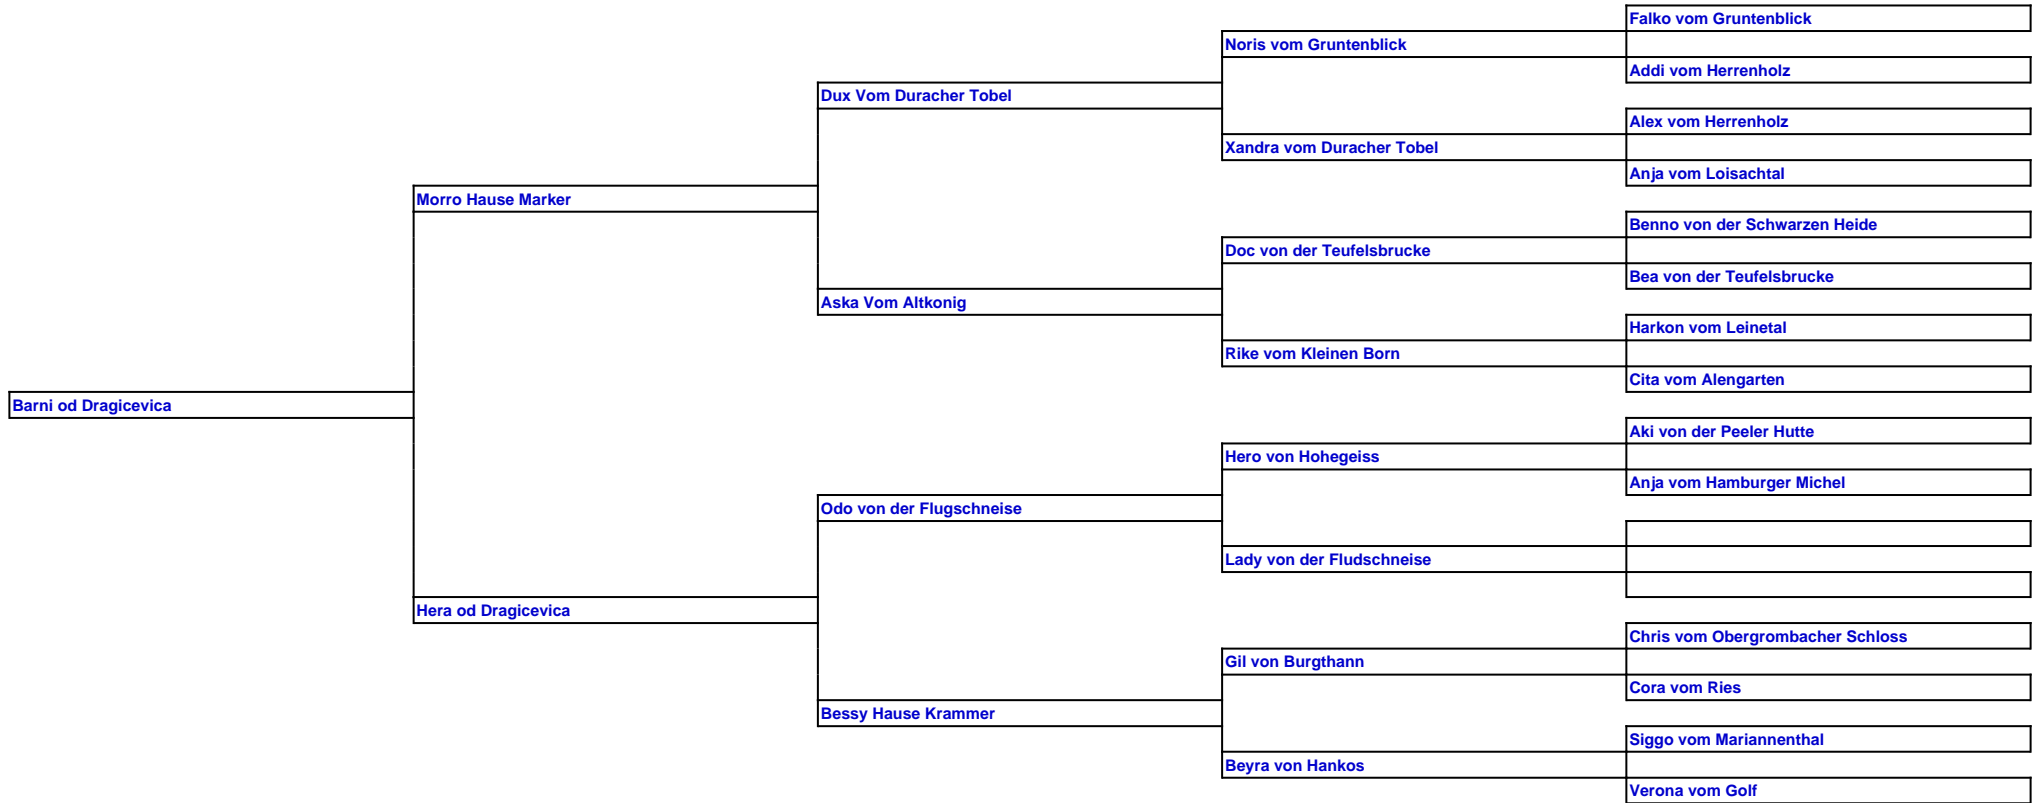 Falko vom Gruntenblick
Noris vom Gruntenblick
Addi vom Herrenholz
Dux Vom Duracher Tobel
Alex vom Herrenholz
Xandra vom Duracher Tobel
Anja vom Loisachtal
Morro Hause Marker
Benno von der Schwarzen Heide
Doc von der Teufelsbrucke
Bea von der Teufelsbrucke
Aska Vom Altkonig
Harkon vom Leinetal
Rike vom Kleinen Born
Cita vom Alengarten
Barni od Dragicevica
Aki von der Peeler Hutte
Hero von Hohegeiss
Anja vom Hamburger Michel
Odo von der Flugschneise
Lady von der Fludschneise
Hera od Dragicevica
Chris vom Obergrombacher Schloss
Gil von Burgthann
Cora vom Ries
Bessy Hause Krammer
Siggo vom Mariannenthal
Beyra von Hankos
Verona vom Golf